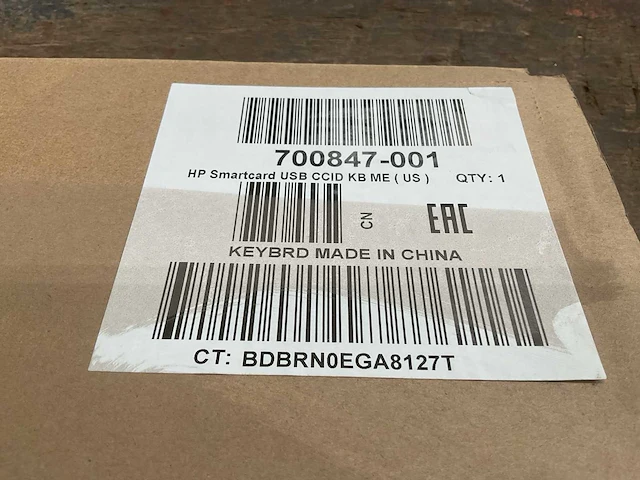 700847-001
HP Smartcard USB CCID KB ME ( US ) QTY: 1
CN
EAC
KEYBRD MADE IN CHINA
CT: BDBRN0EGA8127T